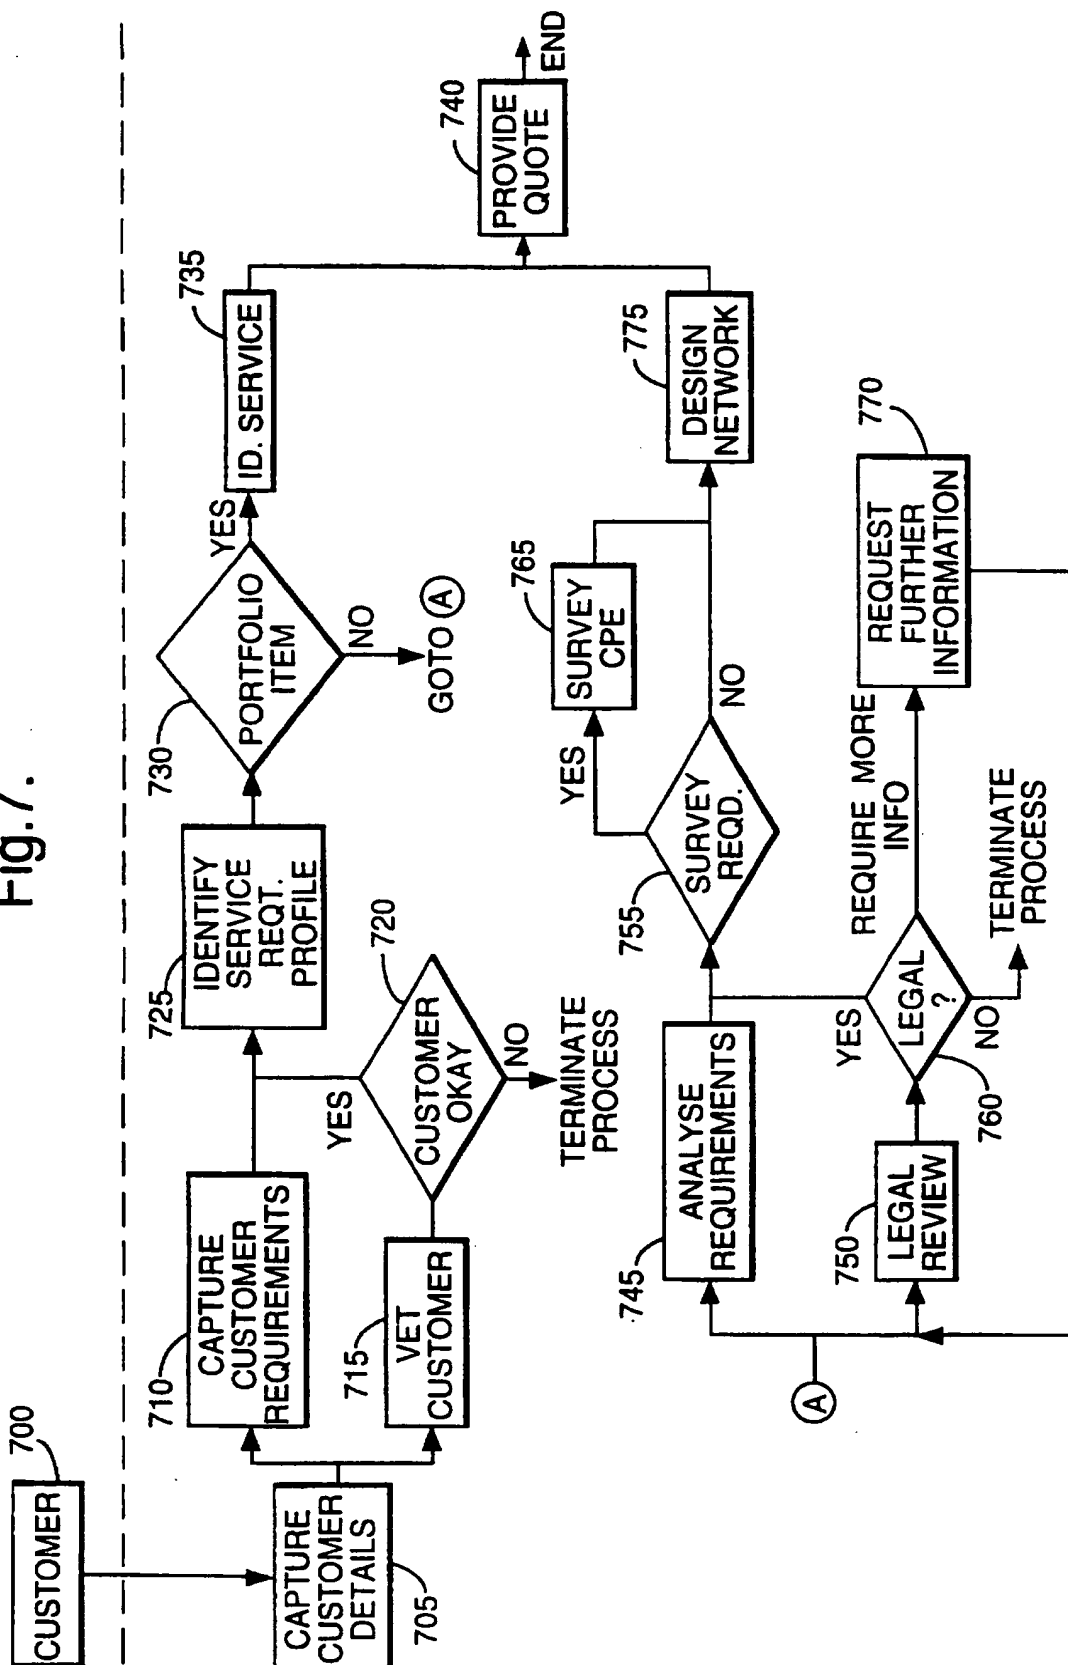 Fig.7.
CUSTOMER
700
CAPTURE
CUSTOMER
DETAILS
705
710
CAPTURE
CUSTOMER
REQUIREMENTS
715
VET
CUSTOMER
720
CUSTOMER
OKAY
YES
NO
TERMINATE
PROCESS
725
IDENTIFY
SERVICE
REQT.
PROFILE
730
PORTFOLIO
ITEM
YES
NO
GOTO A
735
ID. SERVICE
740
PROVIDE
QUOTE
END
A
745
ANALYSE
REQUIREMENTS
750
LEGAL
REVIEW
755
SURVEY
REQD.
YES
NO
760
LEGAL
?
YES
NO
TERMINATE
PROCESS
REQUIRE MORE
INFO
765
SURVEY
CPE
770
REQUEST
FURTHER
INFORMATION
775
DESIGN
NETWORK